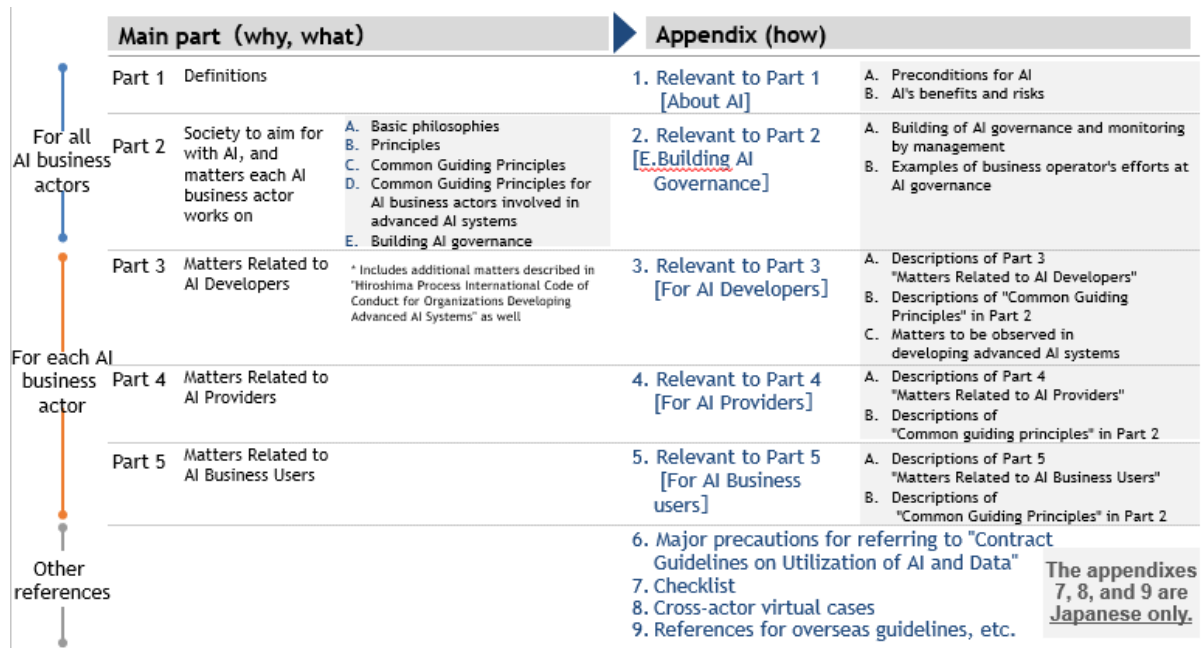 Main part（why, what）
Appendix (how)
For all
AI business
actors
Part 1
Definitions
1. Relevant to Part 1
[About AI]
A. Preconditions for AI
B. AI's benefits and risks
Part 2
Society to aim for
with AI, and
matters each AI
business actor
works on
A. Basic philosophies
B. Principles
C. Common Guiding Principles
D. Common Guiding Principles for
AI business actors involved in
advanced AI systems
E. Building AI governance
2. Relevant to Part 2
[E.Building AI
Governance]
A. Building of AI governance and monitoring
by management
B. Examples of business operator's efforts at
AI governance
For each AI
business
actor
Part 3
Matters Related to
AI Developers
* Includes additional matters described in
"Hiroshima Process International Code of
Conduct for Organizations Developing
Advanced AI Systems" as well
3. Relevant to Part 3
[For AI Developers]
A. Descriptions of Part 3
"Matters Related to AI Developers"
B. Descriptions of "Common Guiding
Principles" in Part 2
C. Matters to be observed in
developing advanced AI systems
Part 4
Matters Related to
AI Providers
4. Relevant to Part 4
[For AI Providers]
A. Descriptions of Part 4
"Matters Related to AI Providers"
B. Descriptions of
"Common guiding principles" in Part 2
Part 5
Matters Related to
AI Business Users
5. Relevant to Part 5
[For AI Business
users]
A. Descriptions of Part 5
"Matters Related to AI Business Users"
B. Descriptions of
"Common Guiding Principles" in Part 2
Other
references
6. Major precautions for referring to "Contract
Guidelines on Utilization of AI and Data"
7. Checklist
8. Cross-actor virtual cases
9. References for overseas guidelines, etc.
The appendixes
7, 8, and 9 are
Japanese only.